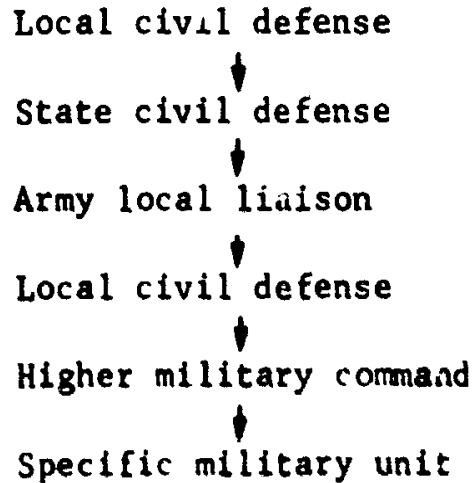 Local civil defense
State civil defense
Army local liaison
Local civil defense
Higher military command
Specific military unit